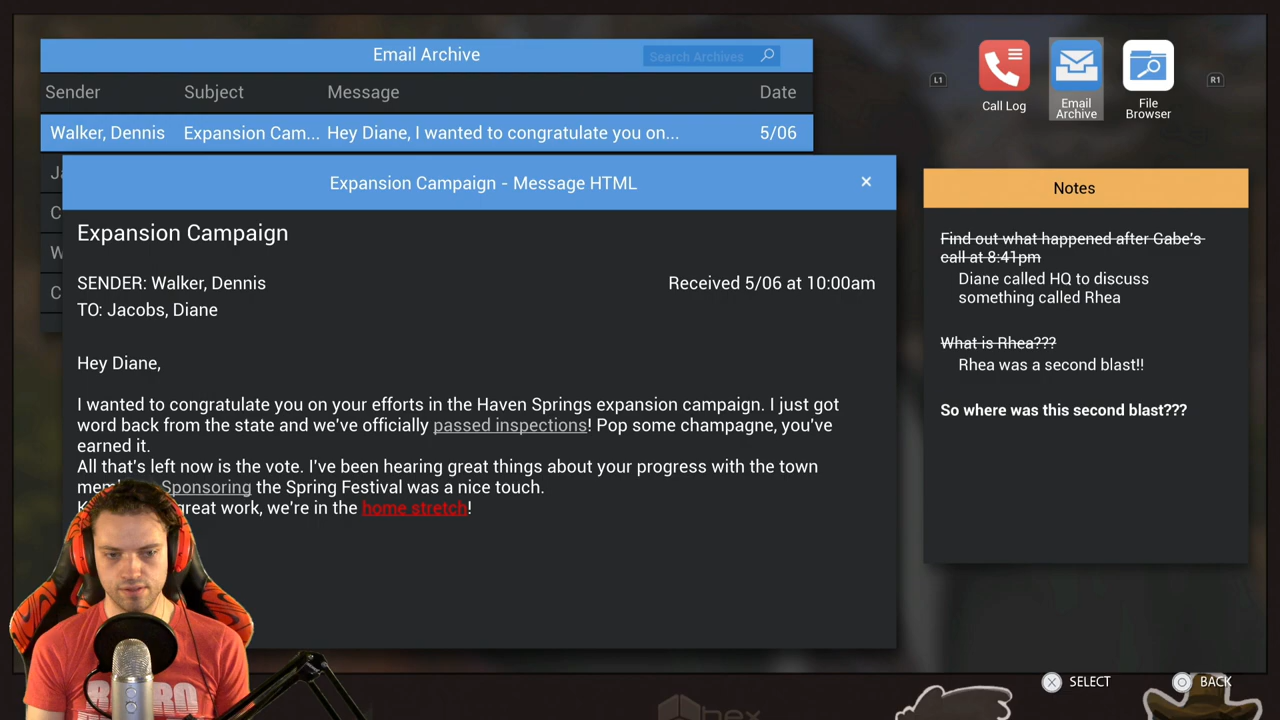 Email Archive
Search Archives
Sender Subject Message Date
Walker, Dennis Expansion Cam... Hey Diane, I wanted to congratulate you on... 5/06
Expansion Campaign - Message HTML
×
Expansion Campaign
SENDER: Walker, Dennis
Received 5/06 at 10:00am
TO: Jacobs, Diane
Hey Diane,
I wanted to congratulate you on your efforts in the Haven Springs expansion campaign. I just got
word back from the state and we've officially passed inspections! Pop some champagne, you've
earned it.
All that's left now is the vote. I've been hearing great things about your progress with the town
Sponsoring the Spring Festival was a nice touch.
great work, we're in the home stretch!
L1
Call Log
Email
Archive
File
Browser
R1
Notes
Find out what happened after Gabe's
call at 8:41pm
Diane called HQ to discuss
something called Rhea
What is Rhea???
Rhea was a second blast!!
So where was this second blast???
SELECT
BACK
hex